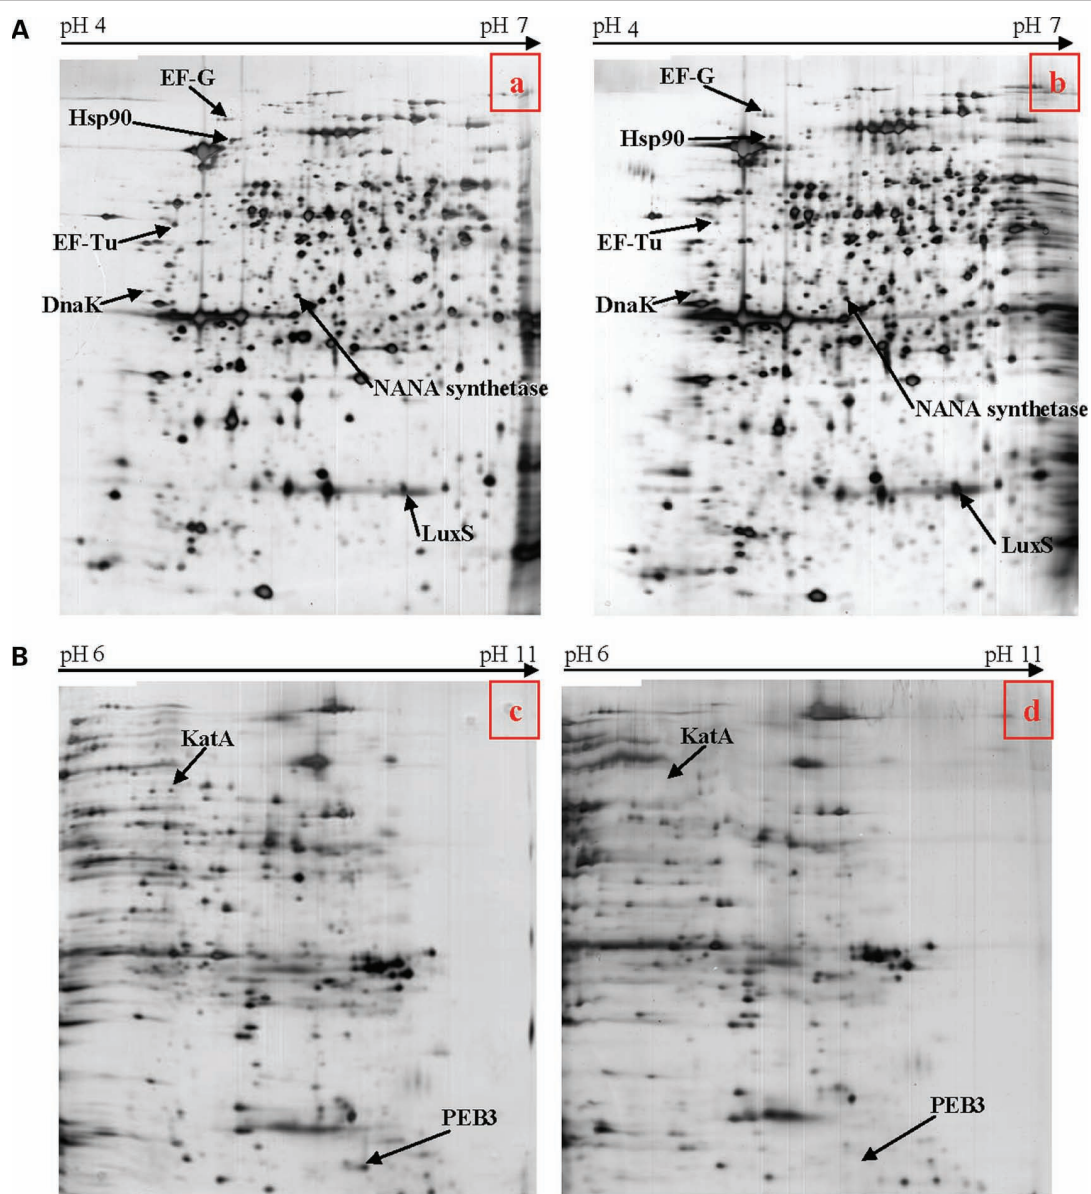 A
pH 4
pH 7
pH 4
pH 7
a
b
EF-G
EF-G
Hsp90
Hsp90
EF-Tu
EF-Tu
DnaK
DnaK
NANA synthetase
NANA synthetase
LuxS
LuxS
B
pH 6
pH 11
pH 6
pH 11
c
d
KatA
KatA
PEB3
PEB3